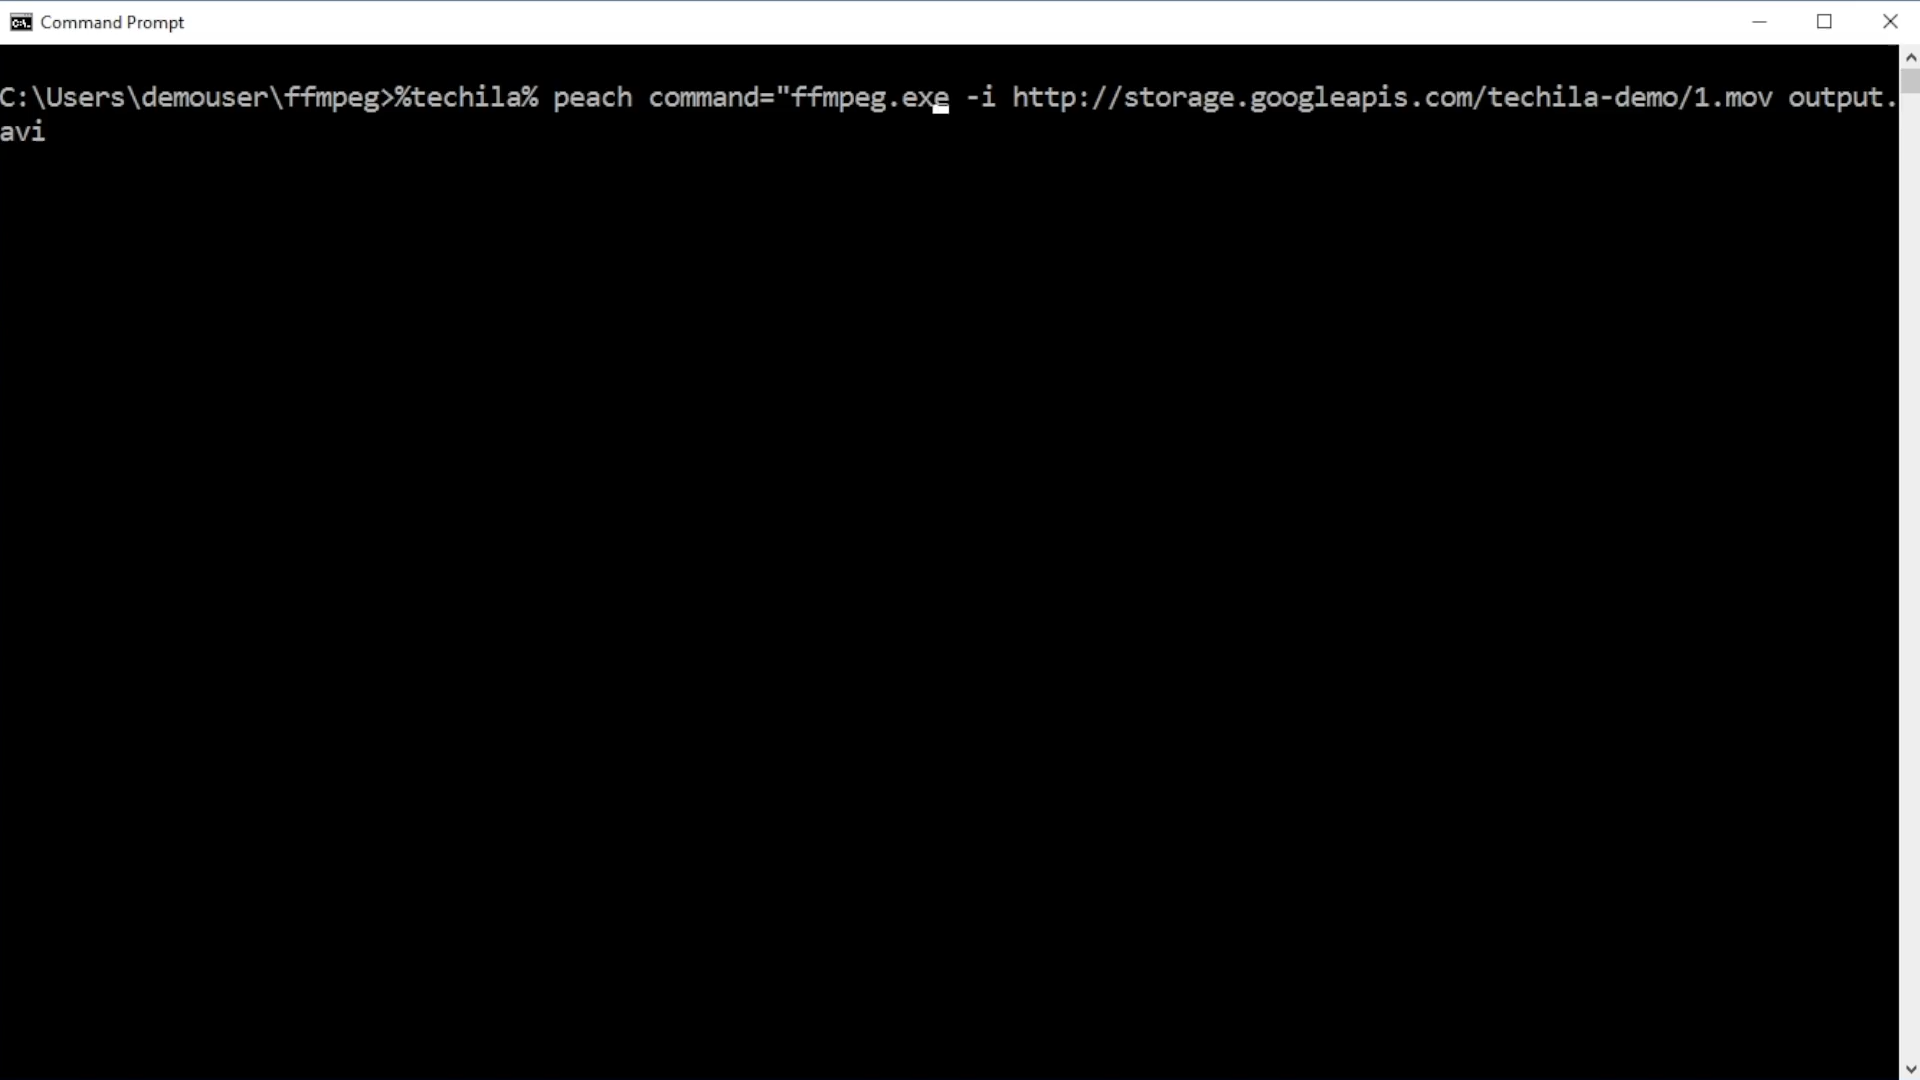 Command Prompt
C:\Users\demouser\ffmpeg>%techila% peach command="ffmpeg.exe -i http://storage.googleapis.com/techila-demo/1.mov output.
avi